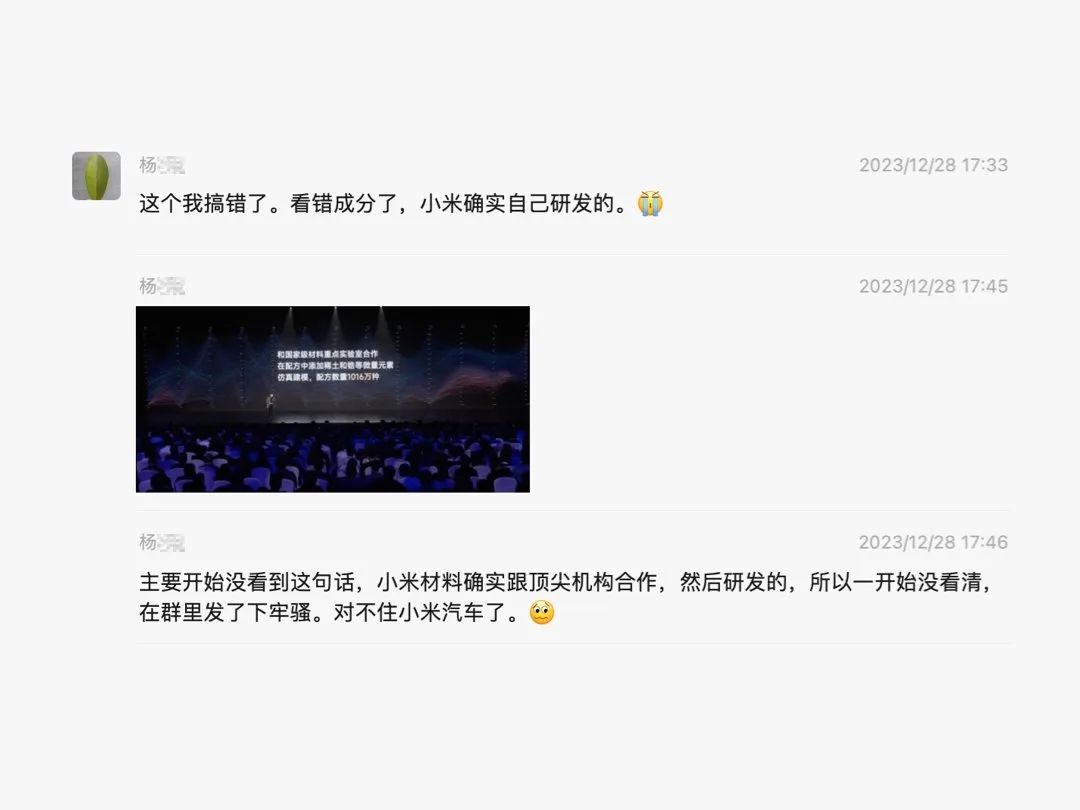 杨
2023/12/28 17:33
这个我搞错了。看错成分了，小米确实自己研发的。😭
杨
2023/12/28 17:45
和国家级材料重点实验室合作
在配方中添加稀土和锆等微量元素
仿真建模，配方数量1016万种
杨
2023/12/28 17:46
主要开始没看到这句话，小米材料确实跟顶尖机构合作，然后研发的，所以一开始没看清，
在群里发了下牢骚。对不住小米汽车了。🥺